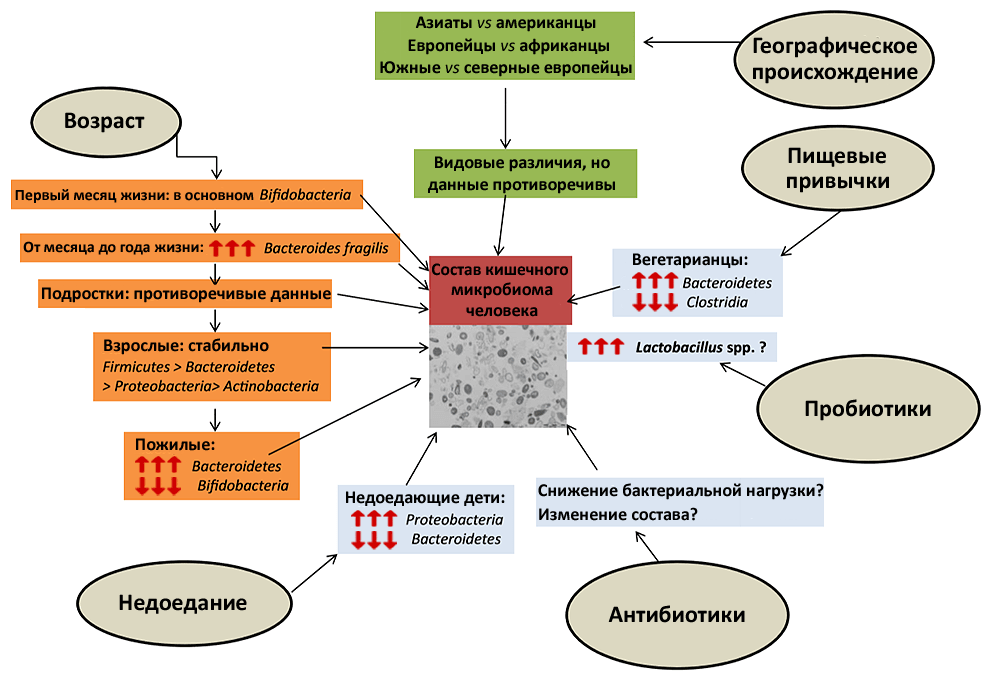 Азиаты vs американцы
Европейцы vs африканцы
Южные vs северные европейцы
Географическое
происхождение
Возраст
Видовые различия, но
данные противоречивы
Пищевые
привычки
Первый месяц жизни: в основном Bifidobacteria
От месяца до года жизни: ↑↑↑ Bacteroides fragilis
Подростки: противоречивые данные
Взрослые: стабильно
Firmicutes > Bacteroidetes
> Proteobacteria> Actinobacteria
Пожилые:
↑↑↑ Bacteroidetes
↓↓↓ Bifidobacteria
Состав кишечного
микробиома
человека
Вегетарианцы:
↑↑↑ Bacteroidetes
↓↓↓ Clostridia
↑↑↑ Lactobacillus spp. ?
Пробиотики
Недоедающие дети:
↑↑↑ Proteobacteria
↓↓↓ Bacteroidetes
Снижение бактериальной нагрузки?
Изменение состава?
Недоедание
Антибиотики